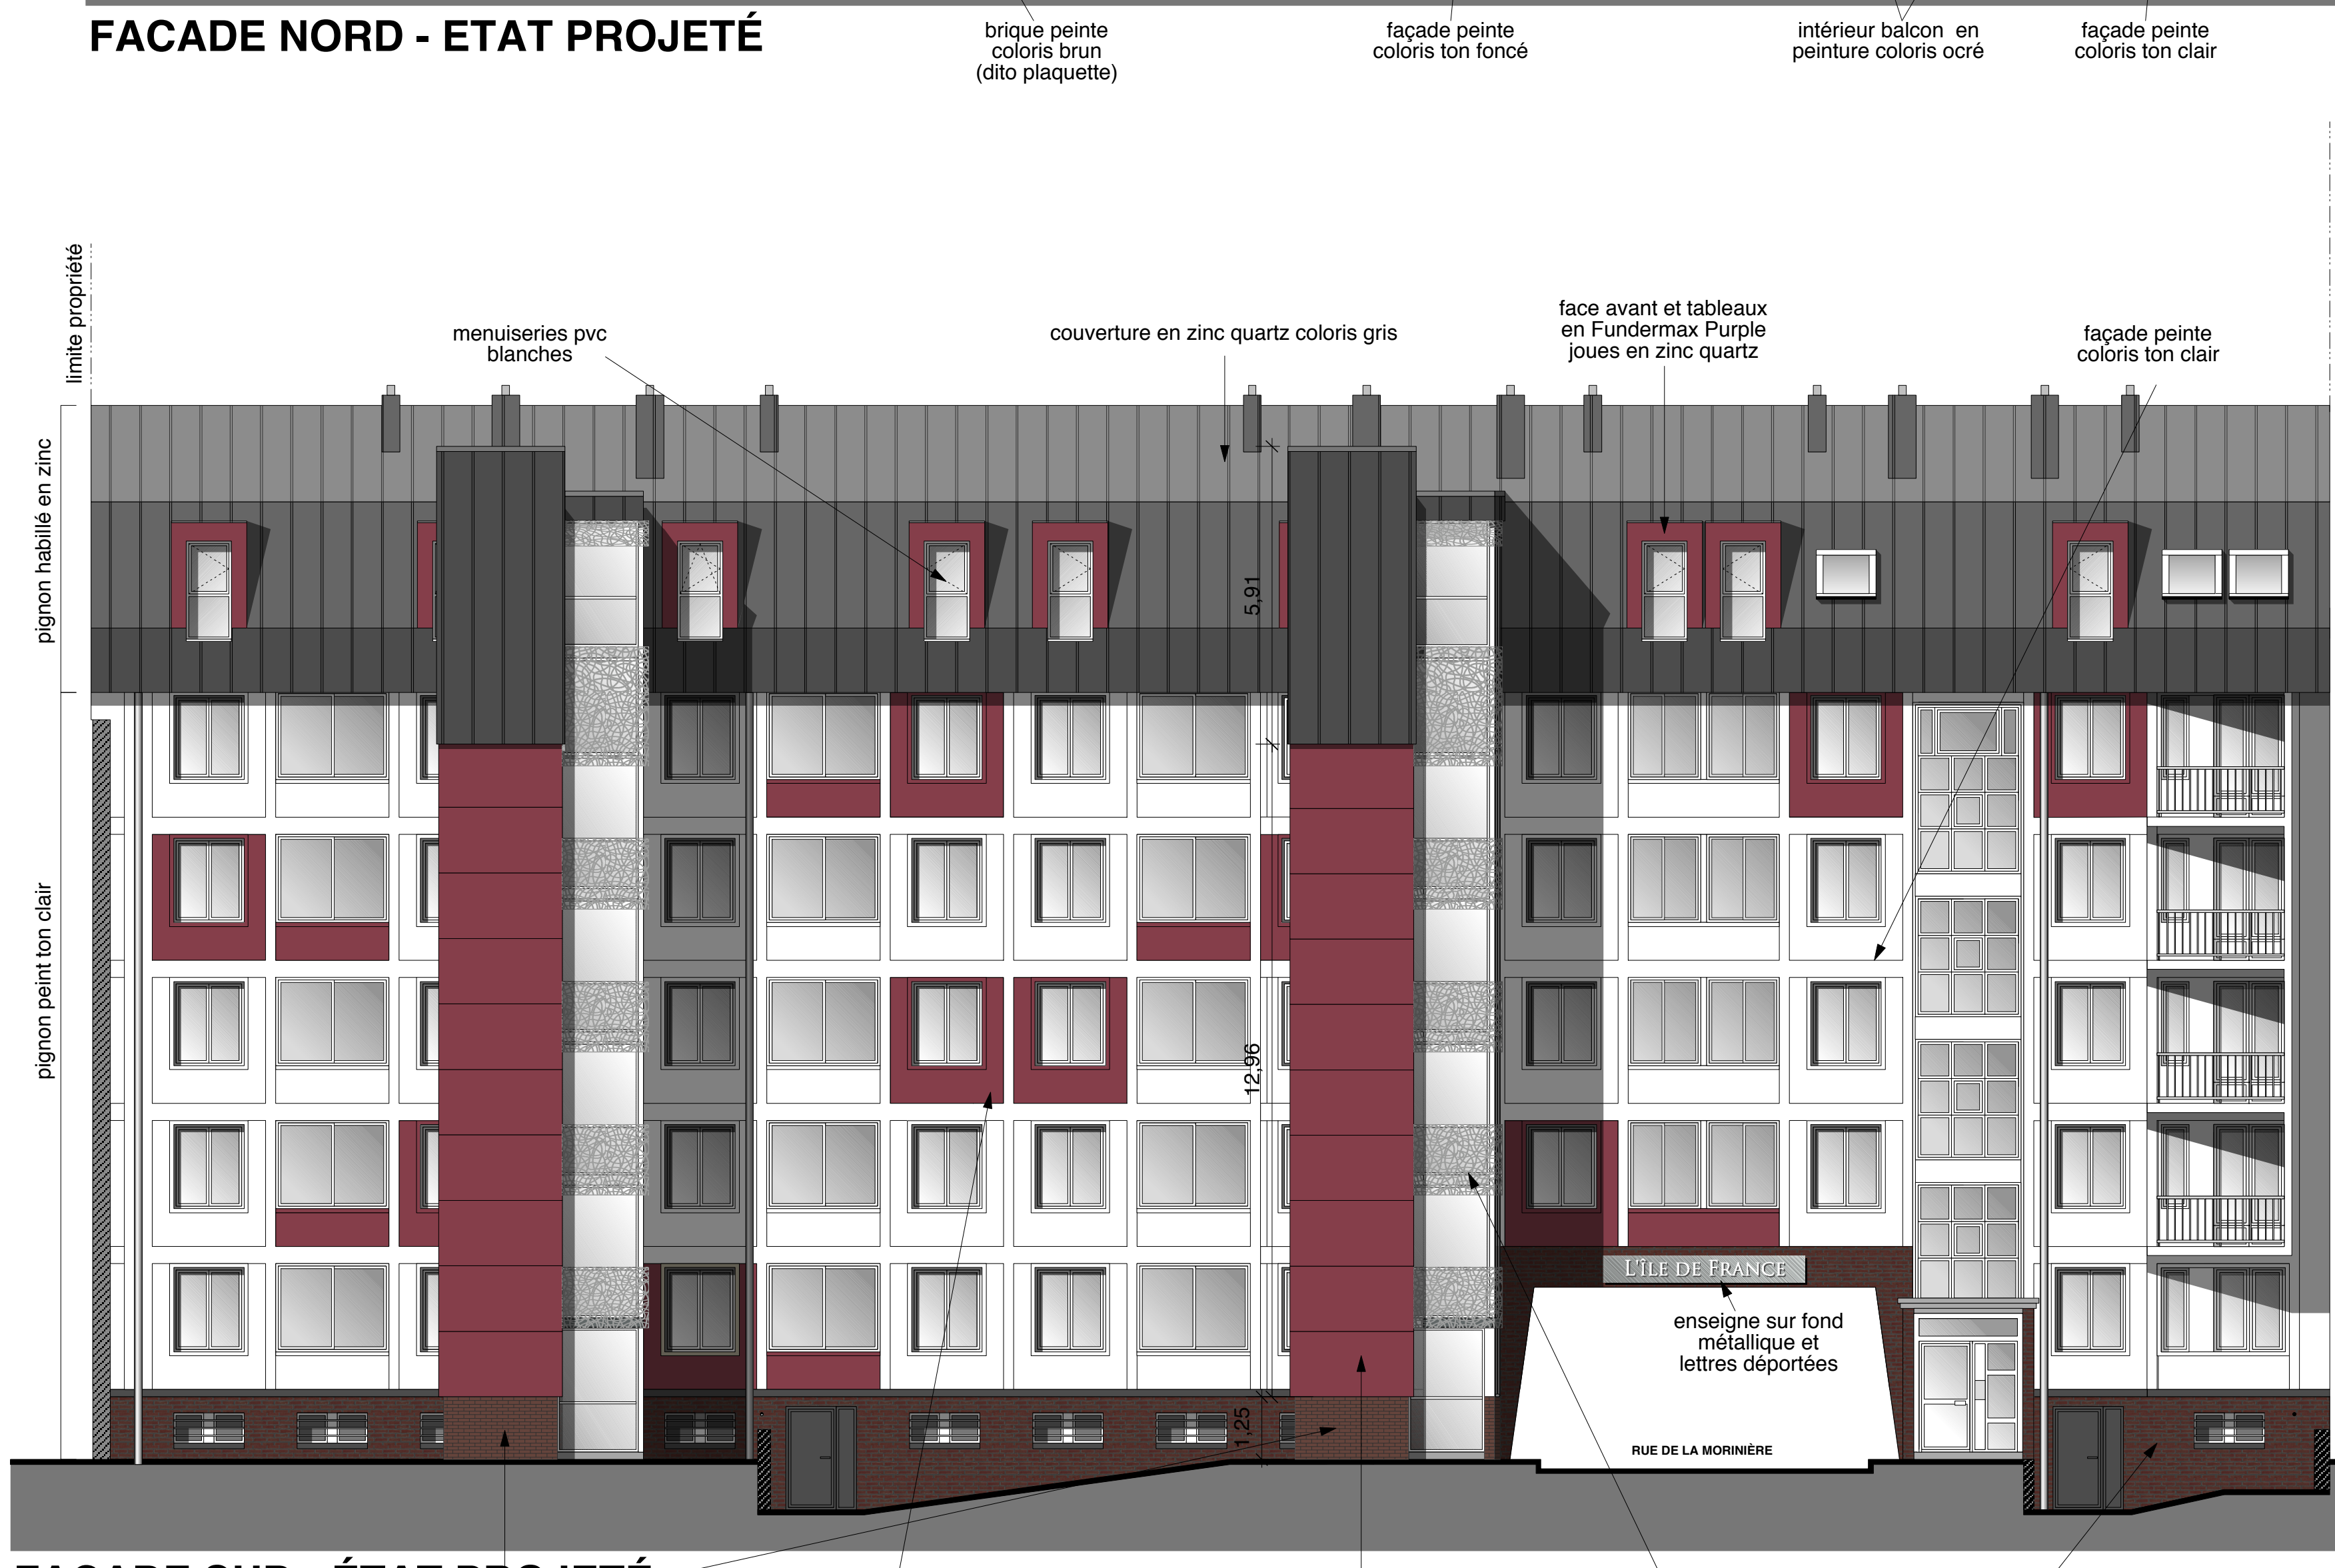 FACADE NORD - ETAT PROJETÉ
brique peinte
coloris brun
(dito plaquette)
façade peinte
coloris ton foncé
intérieur balcon en
peinture coloris ocré
façade peinte
coloris ton clair
limite propriété
menuiseries pvc
blanches
couverture en zinc quartz coloris gris
face avant et tableaux
en Fundermax Purple
joues en zinc quartz
façade peinte
coloris ton clair
pignon habillé en zinc
5,91
pignon peint ton clair
12,96
L'ÎLE DE FRANCE
enseigne sur fond
métallique et
lettres déportées
1,25
RUE DE LA MORINIÈRE